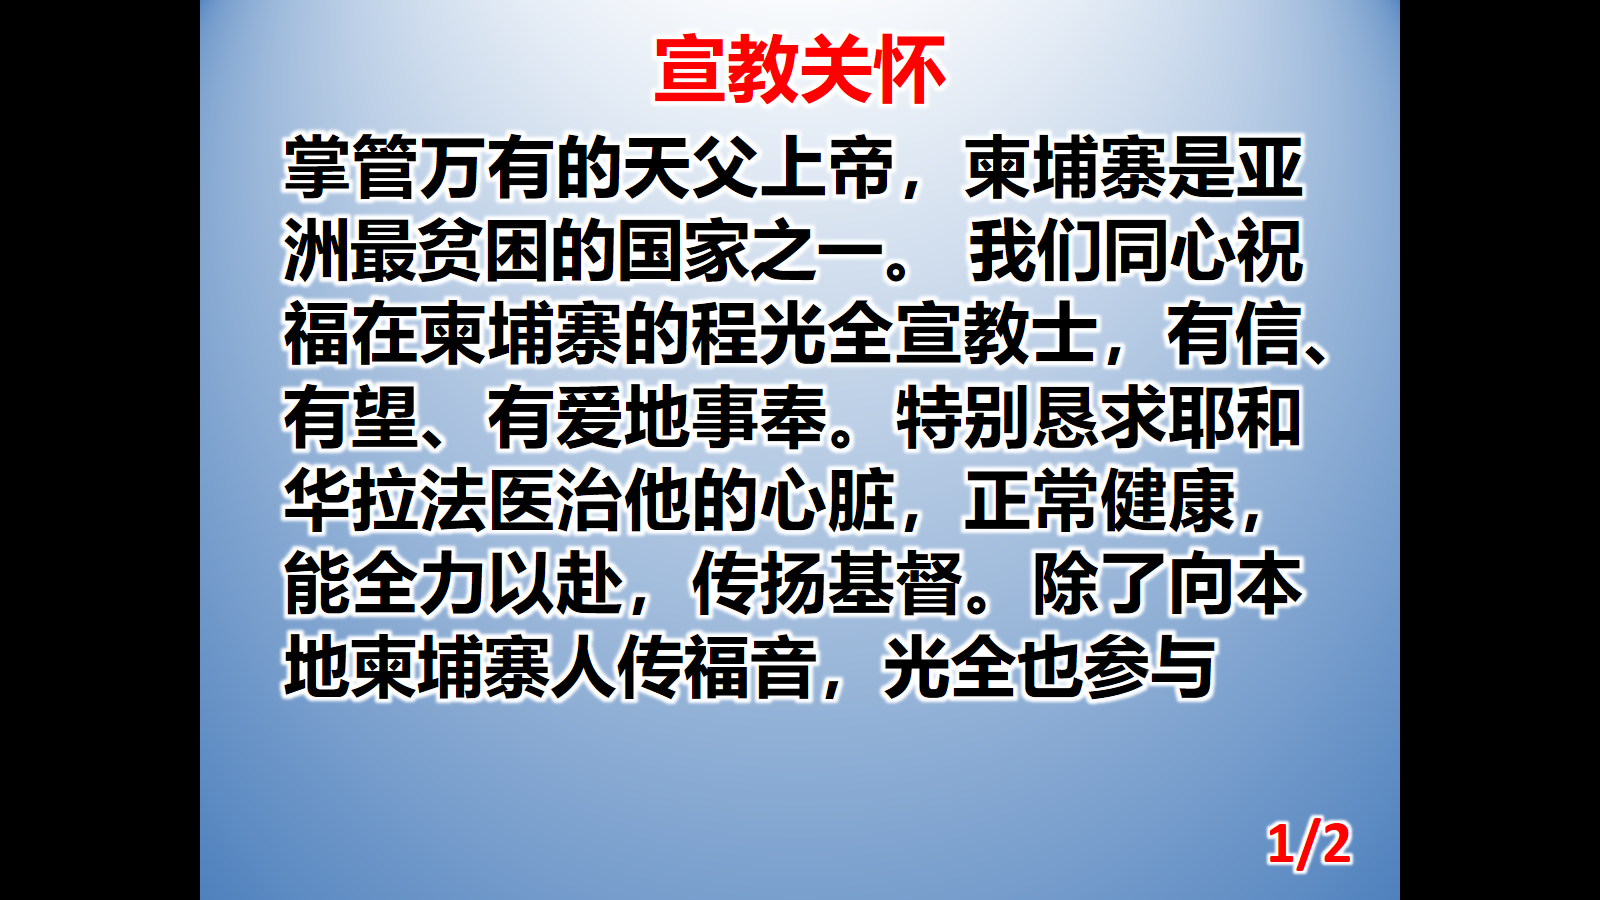 宣教关怀
掌管万有的天父上帝，柬埔寨是亚
洲最贫困的国家之一。 我们同心祝
福在柬埔寨的程光全宣教士，有信、
有望、有爱地事奉。特别恳求耶和
华拉法医治他的心脏，正常健康，
能全力以赴，传扬基督。除了向本
地柬埔寨人传福音，光全也参与
1/2